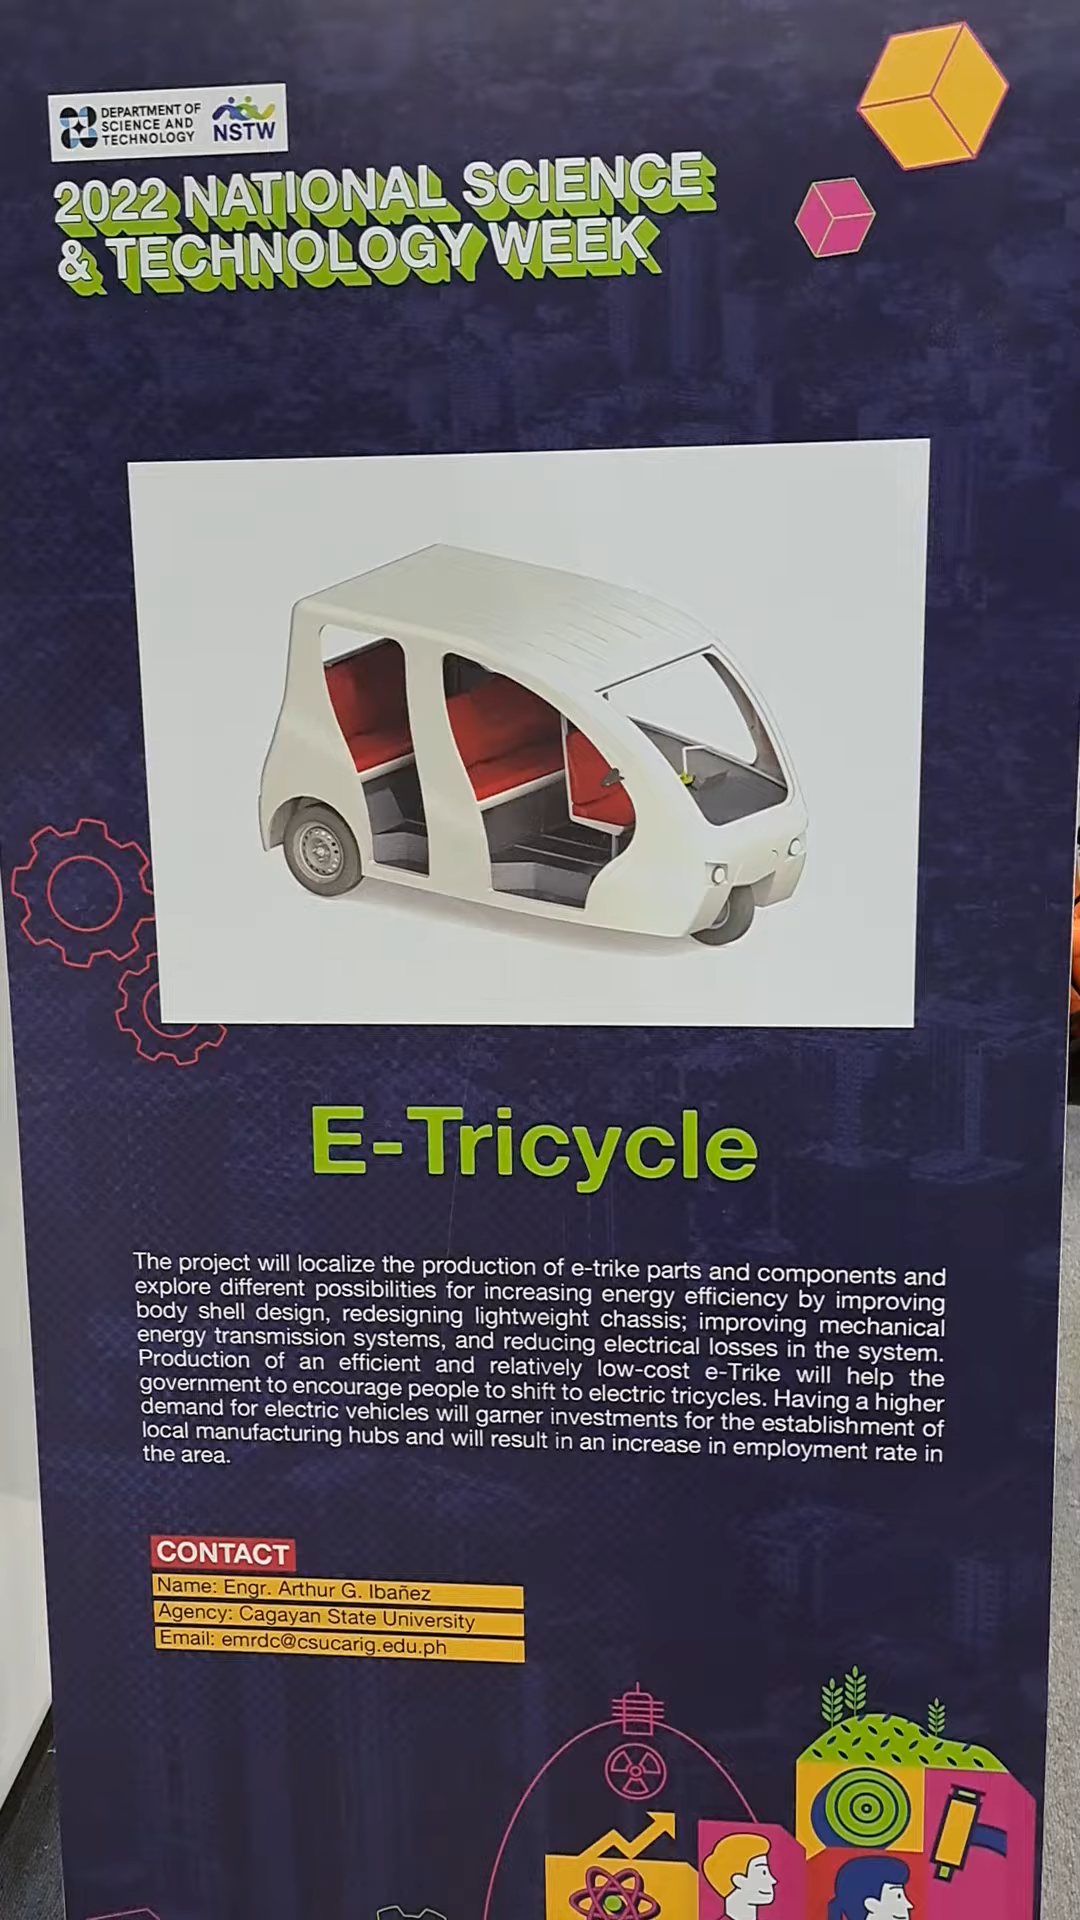 DEPARTMENT OF
SCIENCE AND
TECHNOLOGY
NSTW
2022 NATIONAL SCIENCE
& TECHNOLOGY WEEK
E-Tricycle
The project will localize the production of e-trike parts and components and
explore different possibilities for increasing energy efficiency by improving
body shell design, redesigning lightweight chassis; improving mechanical
energy transmission systems, and reducing electrical losses in the system.
Production of an efficient and relatively low-cost e-Trike will help the
government to encourage people to shift to electric tricycles. Having a higher
demand for electric vehicles will garner investments for the establishment of
local manufacturing hubs and will result in an increase in employment rate in
the area.
CONTACT
Name: Engr. Arthur G. Ibañez
Agency: Cagayan State University
Email: emrdc@csucarig.edu.ph